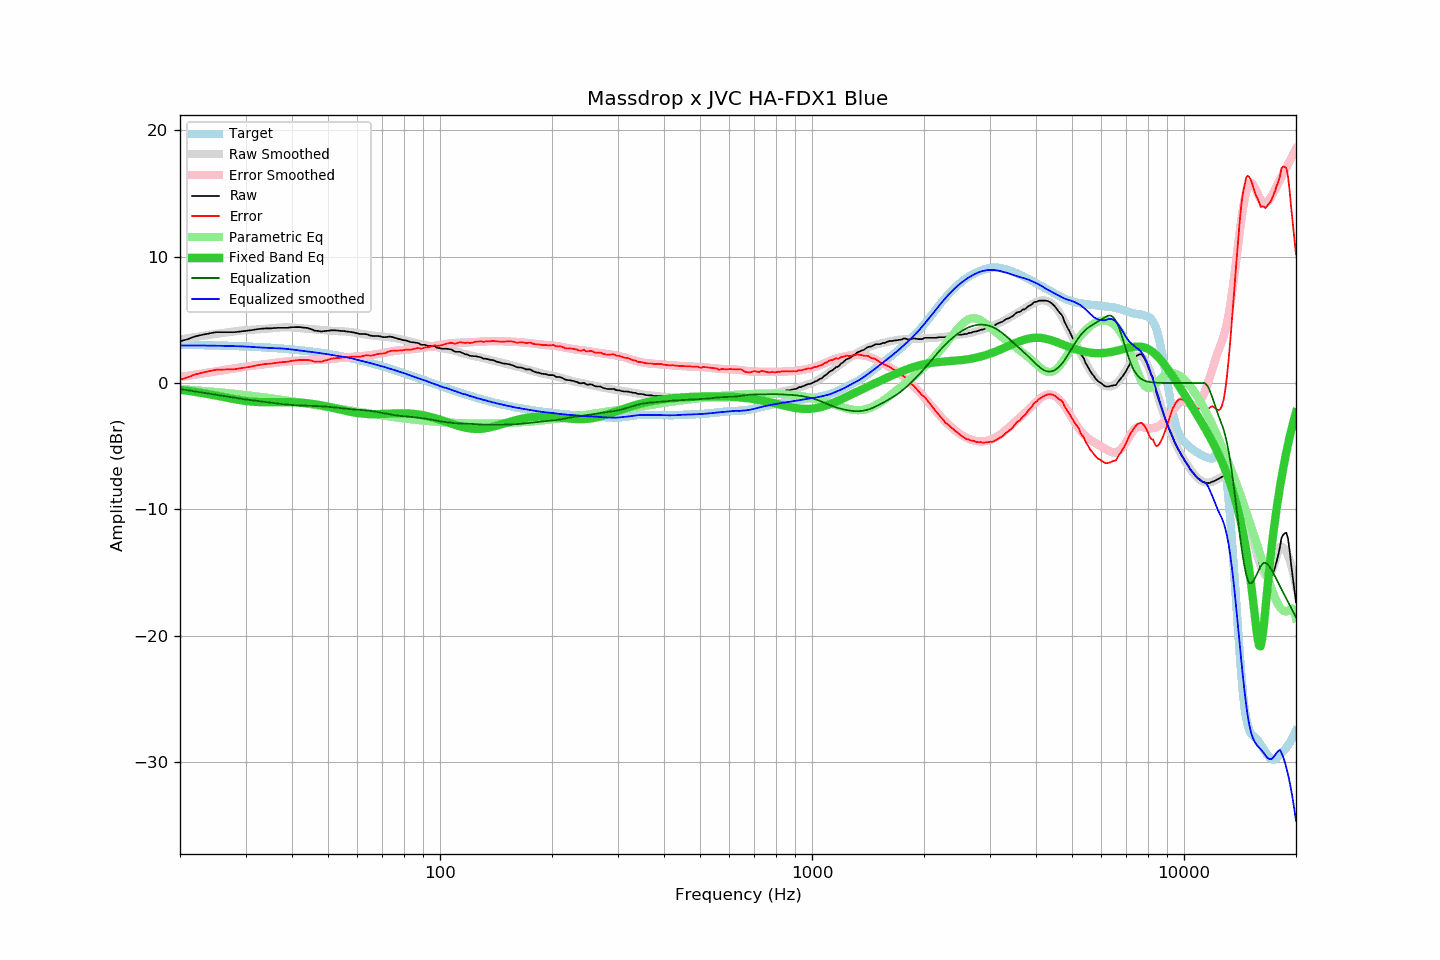 Massdrop x JVC HA-FDX1 Blue
Target
Raw Smoothed
Error Smoothed
Raw
Error
Parametric Eq
Fixed Band Eq
Equalization
Equalized smoothed
20
10
0
−10
−20
−30
Amplitude (dBr)
100
1000
10000
Frequency (Hz)